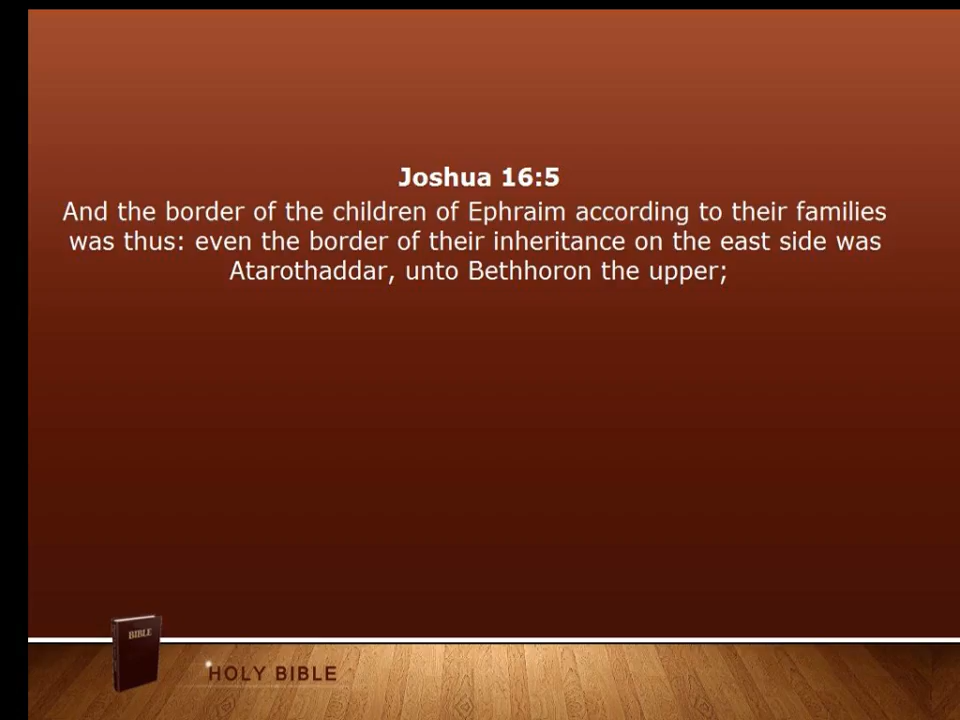 Joshua 16:5
And the border of the children of Ephraim according to their families
was thus: even the border of their inheritance on the east side was
Atarothaddar, unto Bethhoron the upper;
BIBLE
HOLY BIBLE